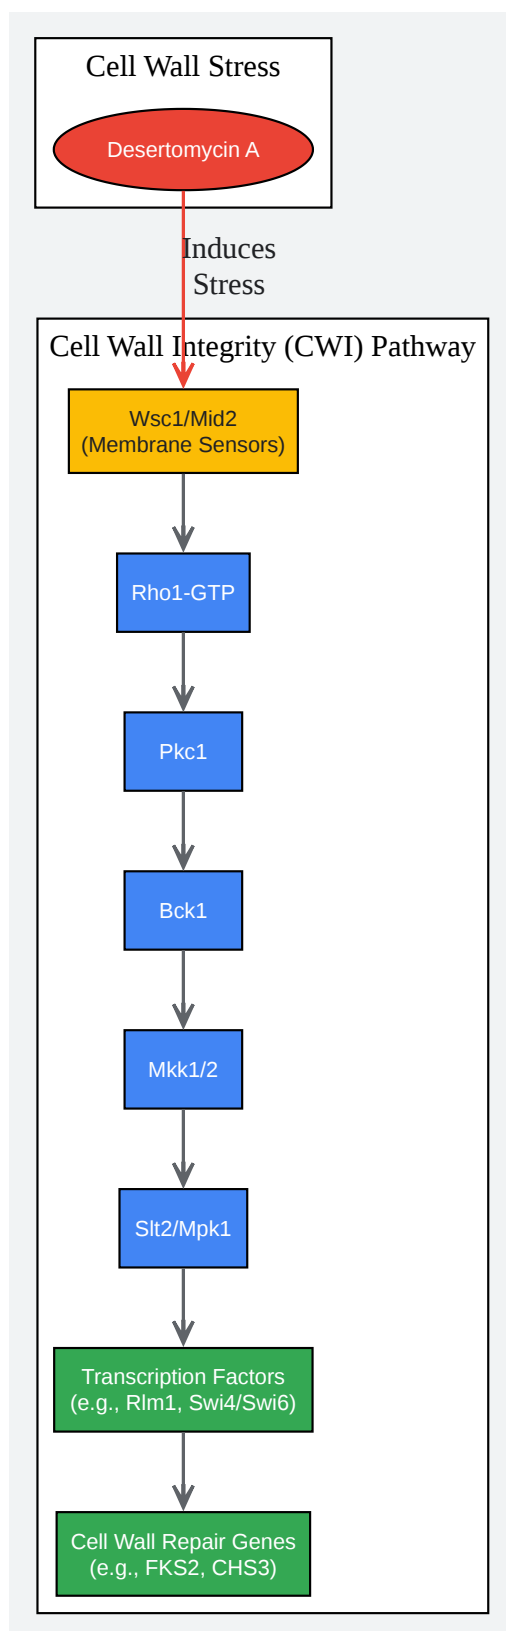 Cell Wall Stress
Desertomycin A
Induces
Stress
Cell Wall Integrity (CWI) Pathway
Wsc1/Mid2
(Membrane Sensors)
Rho1-GTP
Pkc1
Bck1
Mkk1/2
Slt2/Mpk1
Transcription Factors
(e.g., Rlm1, Swi4/Swi6)
Cell Wall Repair Genes
(e.g., FKS2, CHS3)